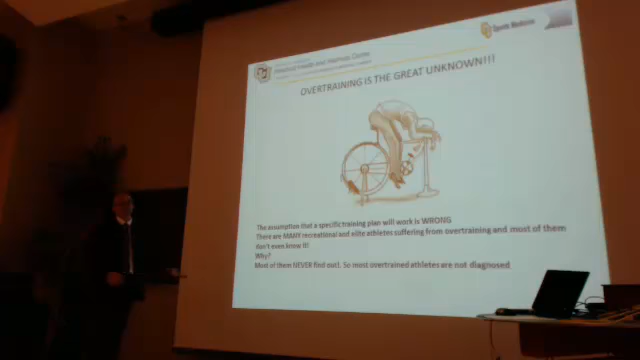 Sports Medicine
OVERTRAINING IS THE GREAT UNKNOWN!!!
The assumption that a specific training plan will work is WRONG
There are MANY recreational and elite athletes suffering from overtraining and most of them
don't even know it!
Why?
Most of them NEVER find out!. So most overtrained athletes are not diagnosed